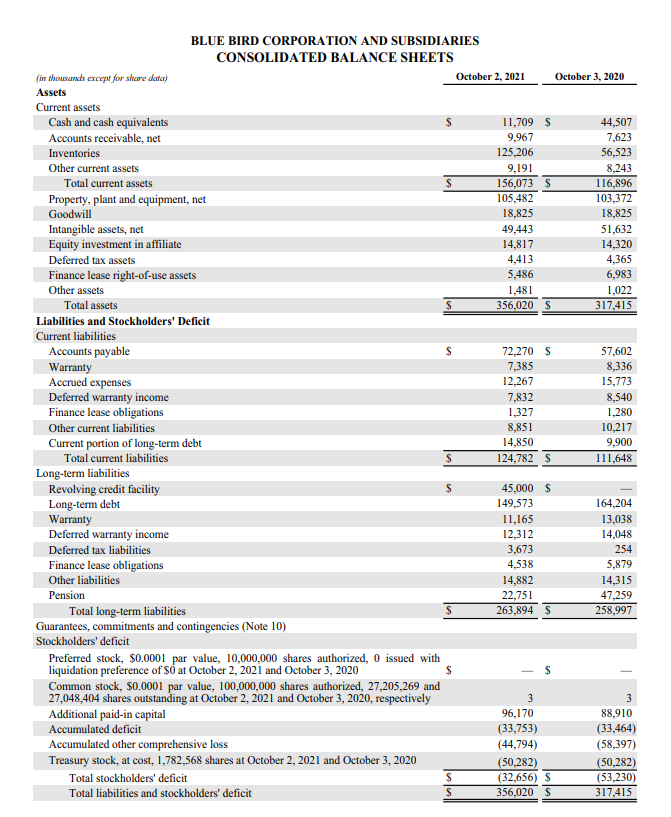 BLUE BIRD CORPORATION AND SUBSIDIARIES
CONSOLIDATED BALANCE SHEETS
(in thousands except for share data) October 2, 2021 October 3, 2020
Assets
Current assets
Cash and cash equivalents $ 11,709 $ 44,507
Accounts receivable, net 9,967 7,623
Inventories 125,206 56,523
Other current assets 9,191 8,243
Total current assets $ 156,073 $ 116,896
Property, plant and equipment, net 105,482 103,372
Goodwill 18,825 18,825
Intangible assets, net 49,443 51,632
Equity investment in affiliate 14,817 14,320
Deferred tax assets 4,413 4,365
Finance lease right-of-use assets 5,486 6,983
Other assets 1,481 1,022
Total assets $ 356,020 $ 317,415
Liabilities and Stockholders' Deficit
Current liabilities
Accounts payable $ 72,270 $ 57,602
Warranty 7,385 8,336
Accrued expenses 12,267 15,773
Deferred warranty income 7,832 8,540
Finance lease obligations 1,327 1,280
Other current liabilities 8,851 10,217
Current portion of long-term debt 14,850 9,900
Total current liabilities $ 124,782 $ 111,648
Long-term liabilities
Revolving credit facility $ 45,000 $ —
Long-term debt 149,573 164,204
Warranty 11,165 13,038
Deferred warranty income 12,312 14,048
Deferred tax liabilities 3,673 254
Finance lease obligations 4,538 5,879
Other liabilities 14,882 14,315
Pension 22,751 47,259
Total long-term liabilities $ 263,894 $ 258,997
Guarantees, commitments and contingencies (Note 10)
Stockholders' deficit
Preferred stock, $0.0001 par value, 10,000,000 shares authorized, 0 issued with
liquidation preference of $0 at October 2, 2021 and October 3, 2020 $ — $ —
Common stock, $0.0001 par value, 100,000,000 shares authorized, 27,205,269 and
27,048,404 shares outstanding at October 2, 2021 and October 3, 2020, respectively 3 3
Additional paid-in capital 96,170 88,910
Accumulated deficit (33,753) (33,464)
Accumulated other comprehensive loss (44,794) (58,397)
Treasury stock, at cost, 1,782,568 shares at October 2, 2021 and October 3, 2020 (50,282) (50,282)
Total stockholders' deficit $ (32,656) $ (53,230)
Total liabilities and stockholders' deficit $ 356,020 $ 317,415